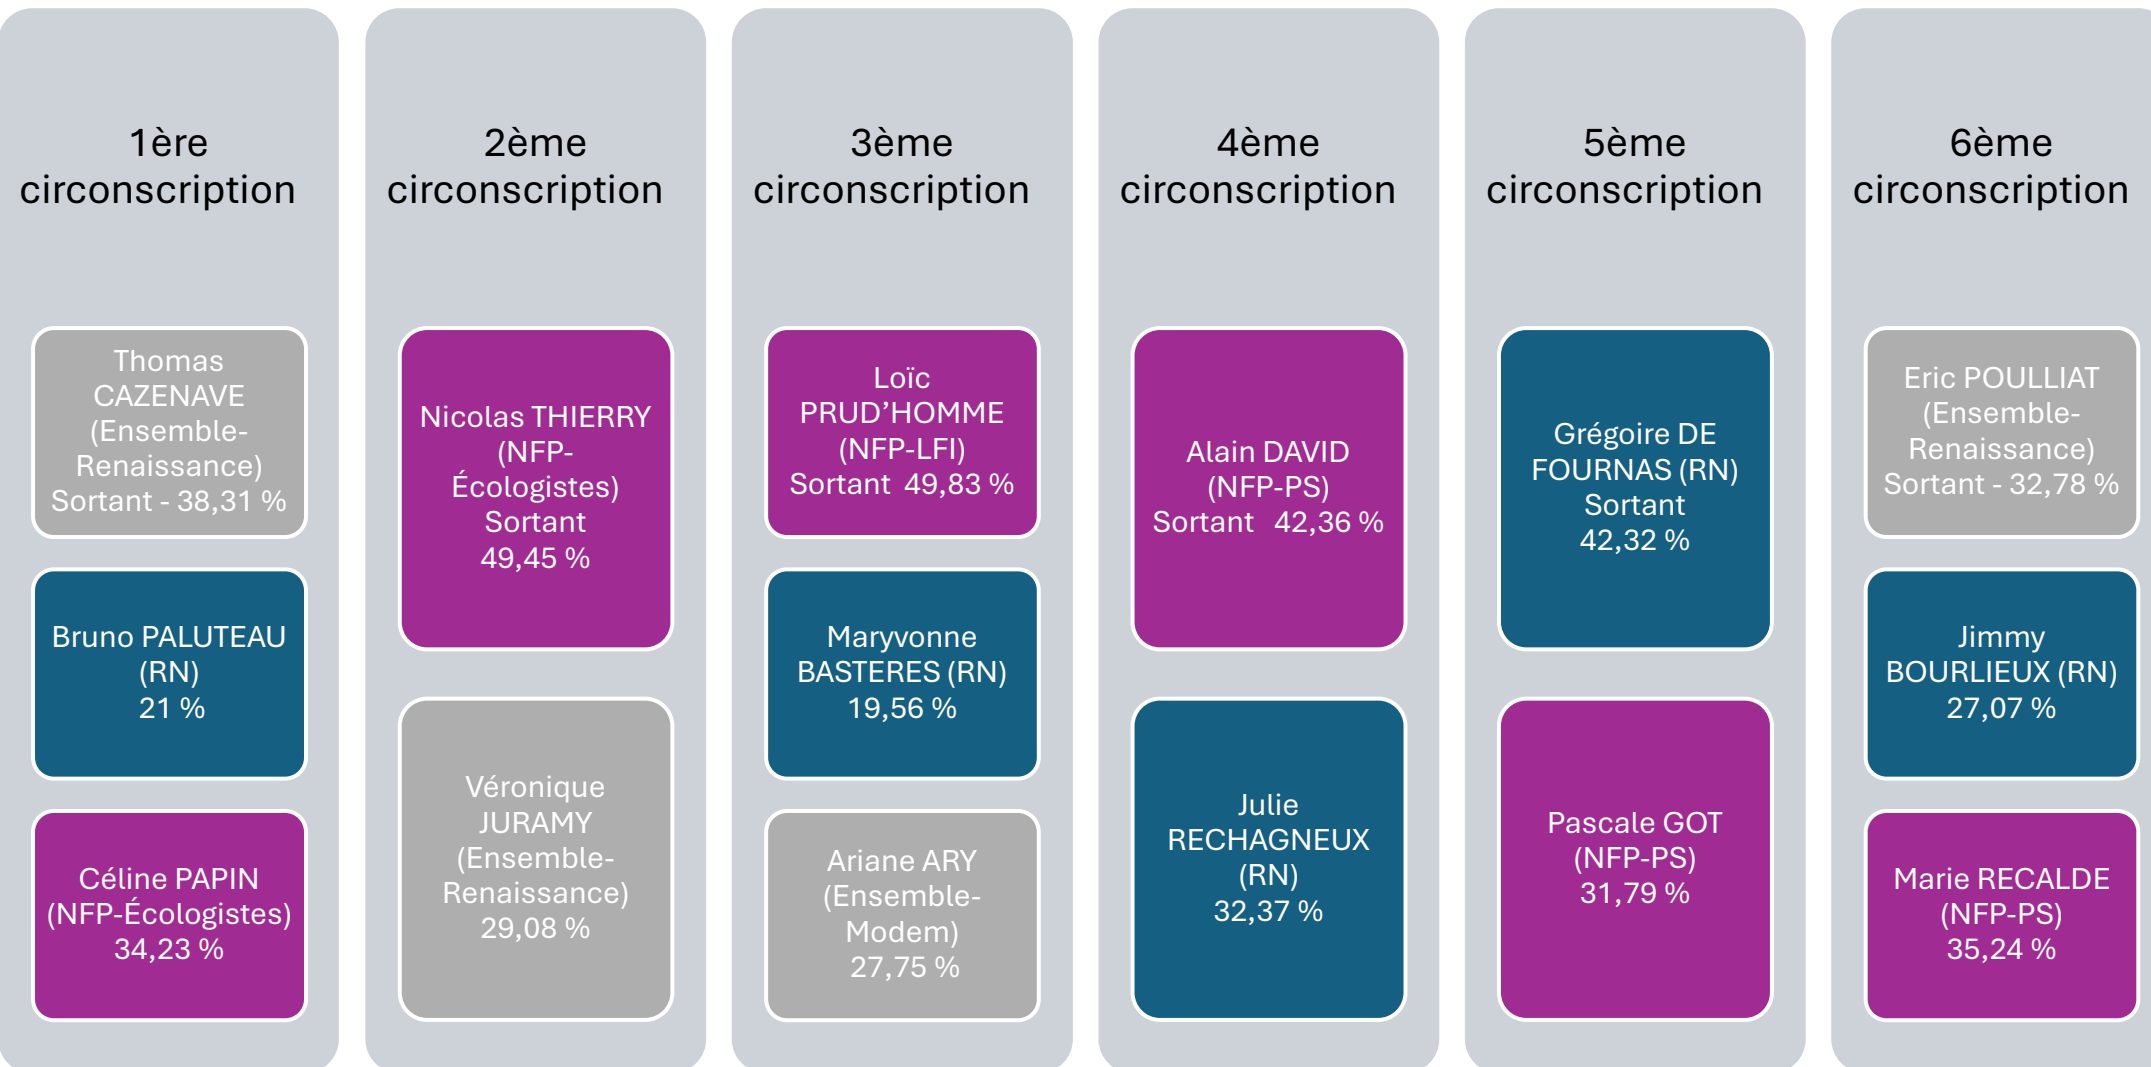 1ère
circonscription
Thomas
CAZENAVE
(Ensemble-
Renaissance)
Sortant - 38,31 %
Bruno PALUTEAU
(RN)
21 %
Céline PAPIN
(NFP-Écologistes)
34,23 %
2ème
circonscription
Nicolas THIERRY
(NFP-
Écologistes)
Sortant
49,45 %
Véronique
JURAMY
(Ensemble-
Renaissance)
29,08 %
3ème
circonscription
Loïc
PRUD’HOMME
(NFP-LFI)
Sortant  49,83 %
Maryvonne
BASTERES (RN)
19,56 %
Ariane ARY
(Ensemble-
Modem)
27,75 %
4ème
circonscription
Alain DAVID
(NFP-PS)
Sortant  42,36 %
Julie
RECHAGNEUX
(RN)
32,37 %
5ème
circonscription
Grégoire DE
FOURNAS (RN)
Sortant
42,32 %
Pascale GOT
(NFP-PS)
31,79 %
6ème
circonscription
Eric POULLIAT
(Ensemble-
Renaissance)
Sortant - 32,78 %
Jimmy
BOURLIEUX (RN)
27,07 %
Marie RECALDE
(NFP-PS)
35,24 %